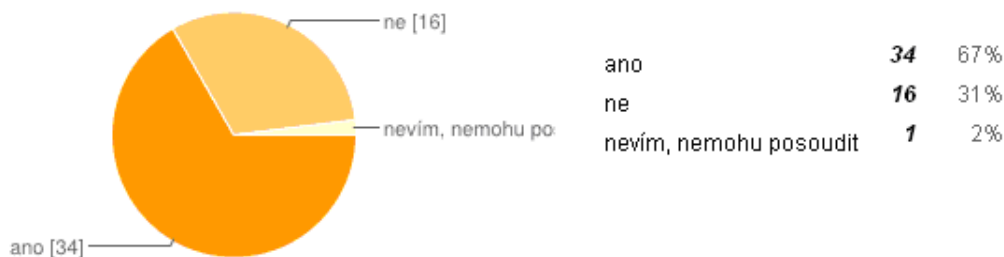 ne [16]
nevím, nemohu po
ano [34]
ano 34 67%
ne 16 31%
nevím, nemohu posoudit 1 2%